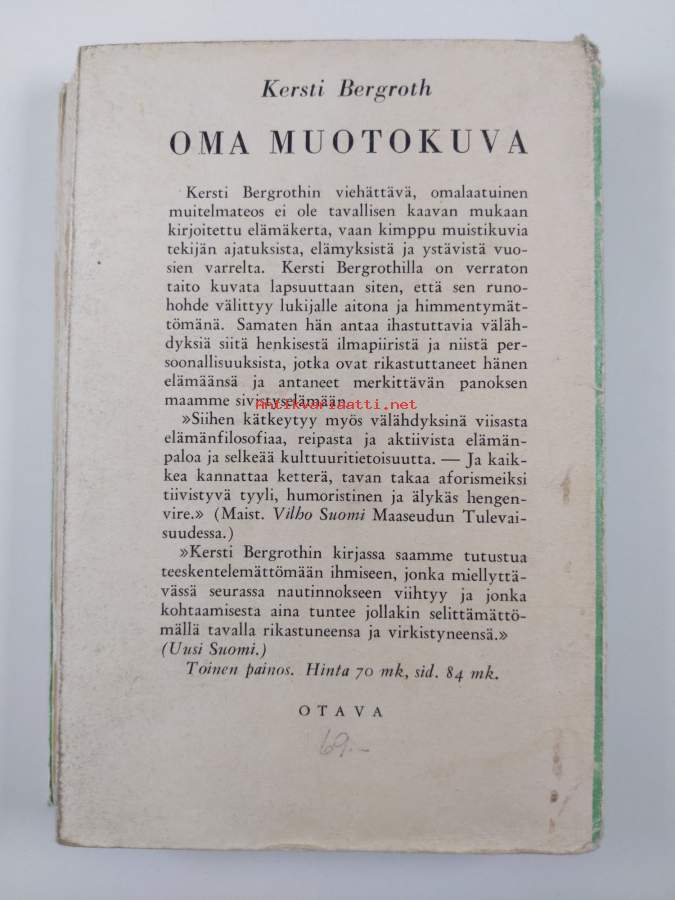 Kersti Bergroth
OMA MUOTOKUVA
Kersti Bergrothin viehättävä, omalaatuinen
muitelmateos ei ole tavallisen kaavan mukaan
kirjoitettu elämäkerta, vaan kimppu muistikuvia
tekijän ajatuksista, elämyksistä ja ystävistä vuo-
sien varrelta. Kersti Bergrothilla on verraton
taito kuvata lapsuuttaan siten, että sen runo-
hohde välittyy lukijalle aitona ja himmentymät-
tömänä. Samaten hän antaa ihastuttavia väläh-
dyksiä siitä henkisestä ilmapiiristä ja niistä per-
soonallisuuksista, jotka ovat rikastuttaneet hänen
elämäänsä ja antaneet merkittävän panoksen
maamme sivistyselämään.
Antikvariaatti.net
»Siihen kätkeytyy myös välähdyksinä viisasta
elämänfilosofiaa, reipasta ja aktiivista elämän-
paloa ja selkeää kulttuuritietoisuutta. — Ja kaik-
kea kannattaa ketterä, tavan takaa aforismeiksi
tiivistyvä tyyli, humoristinen ja älykäs hengen-
vire.» (Maist. Vilho Suomi Maaseudun Tulevai-
suudessa.)
»Kersti Bergrothin kirjassa saamme tutustua
teeskentelemättömään ihmiseen, jonka miellyttä-
vässä seurassa nautinnokseen viihtyy ja jonka
kohtaamisesta aina tuntee jollakin selittämättö-
mällä tavalla rikastuneensa ja virkistyneensä.»
(Uusi Suomi.)
Toinen painos. Hinta 70 mk, sid. 84 mk.
OTAVA
69.-